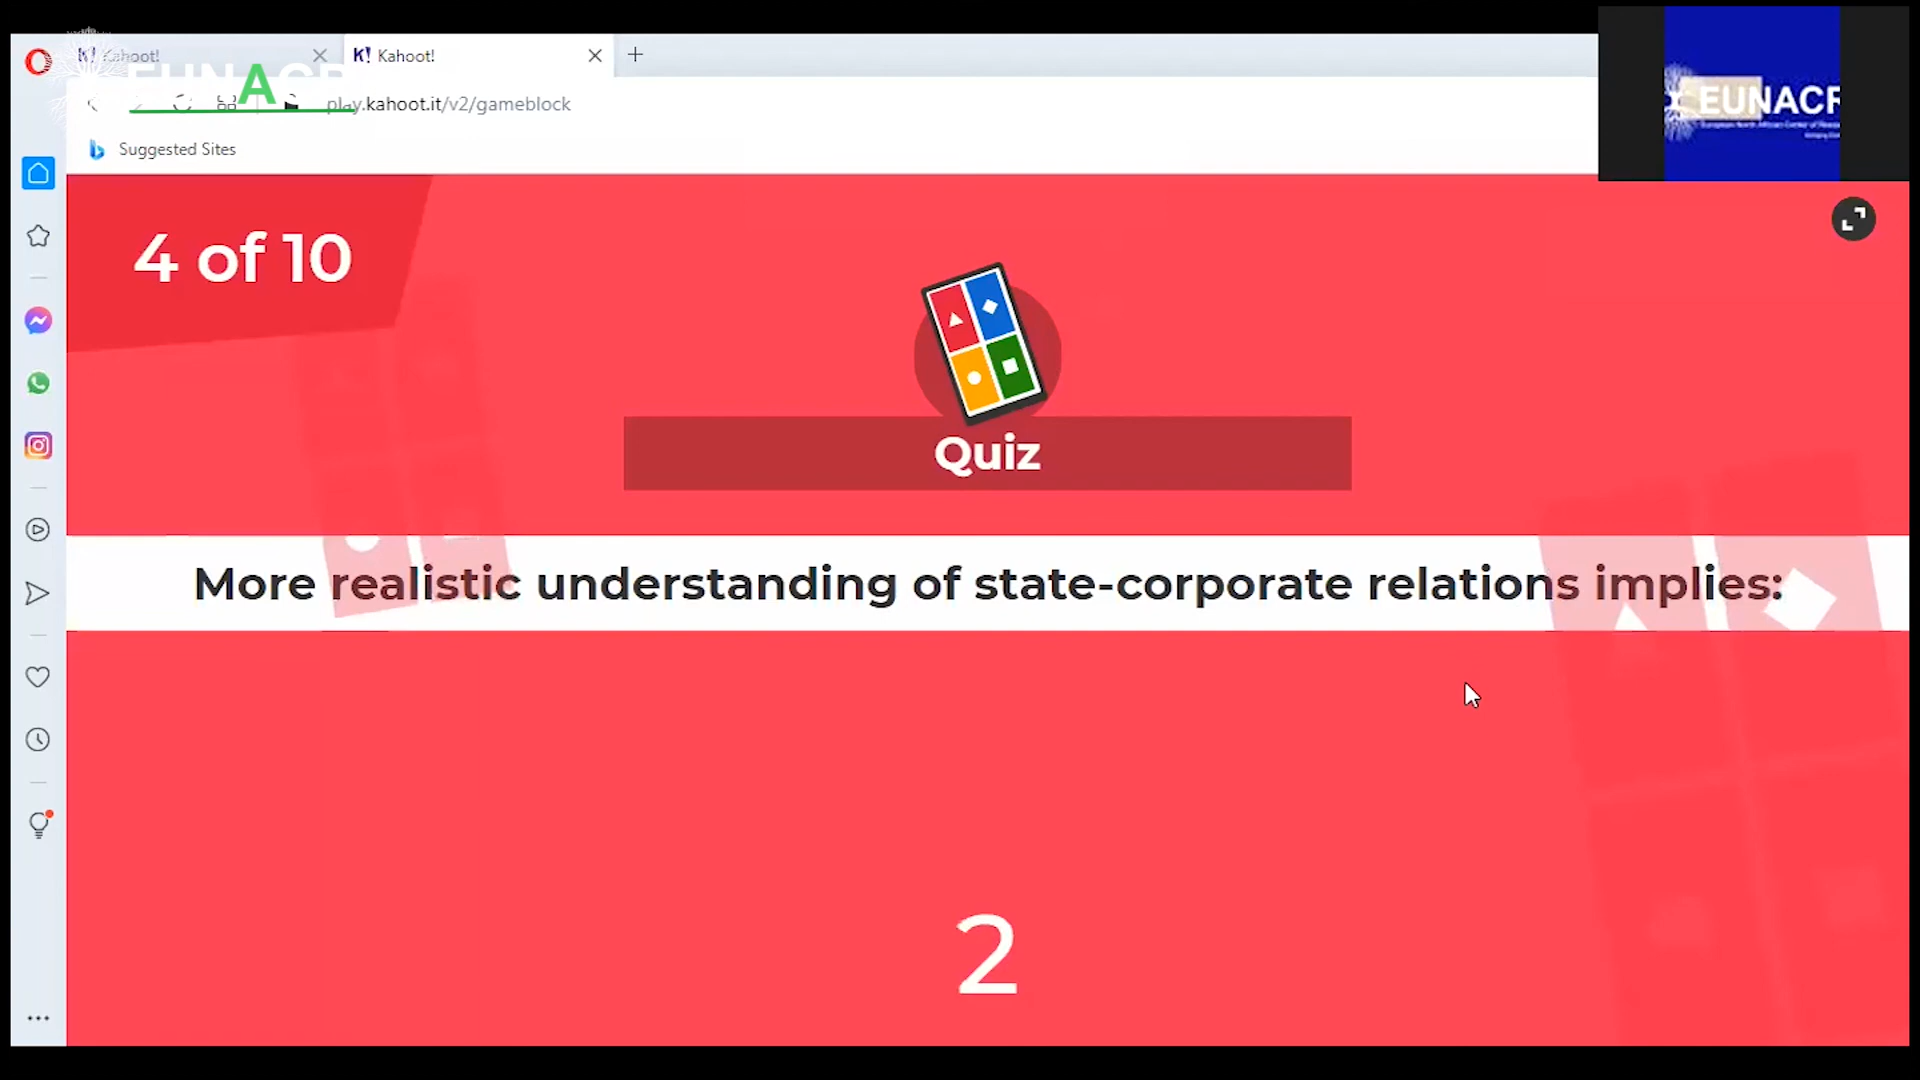 Kahoot!
Kahoot!
play.kahoot.it/v2/gameblock
Suggested Sites
EUNACR
4 of 10
Quiz
More realistic understanding of state-corporate relations implies:
2